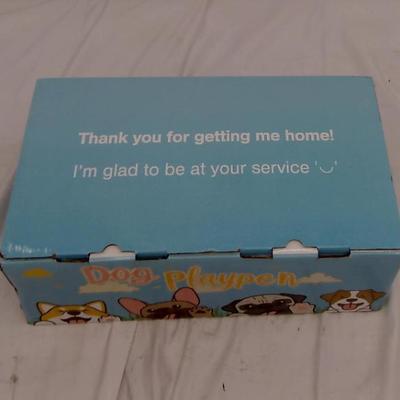 Thank you for getting me home!
I'm glad to be at your service '◡'
Dog Playpen